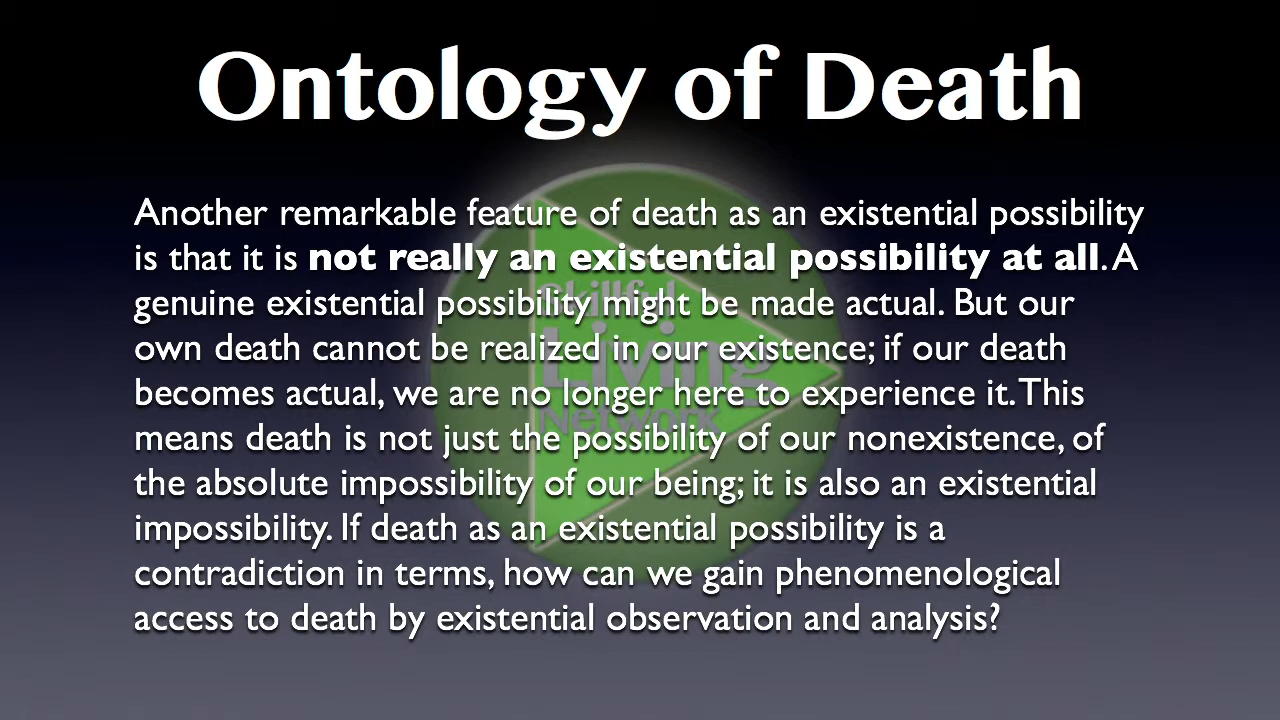 Ontology of Death
Another remarkable feature of death as an existential possibility
is that it is not really an existential possibility at all. A
genuine existential possibility might be made actual. But our
own death cannot be realized in our existence; if our death
becomes actual, we are no longer here to experience it. This
means death is not just the possibility of our nonexistence, of
the absolute impossibility of our being; it is also an existential
impossibility. If death as an existential possibility is a
contradiction in terms, how can we gain phenomenological
access to death by existential observation and analysis?
Skillful
Living
Network